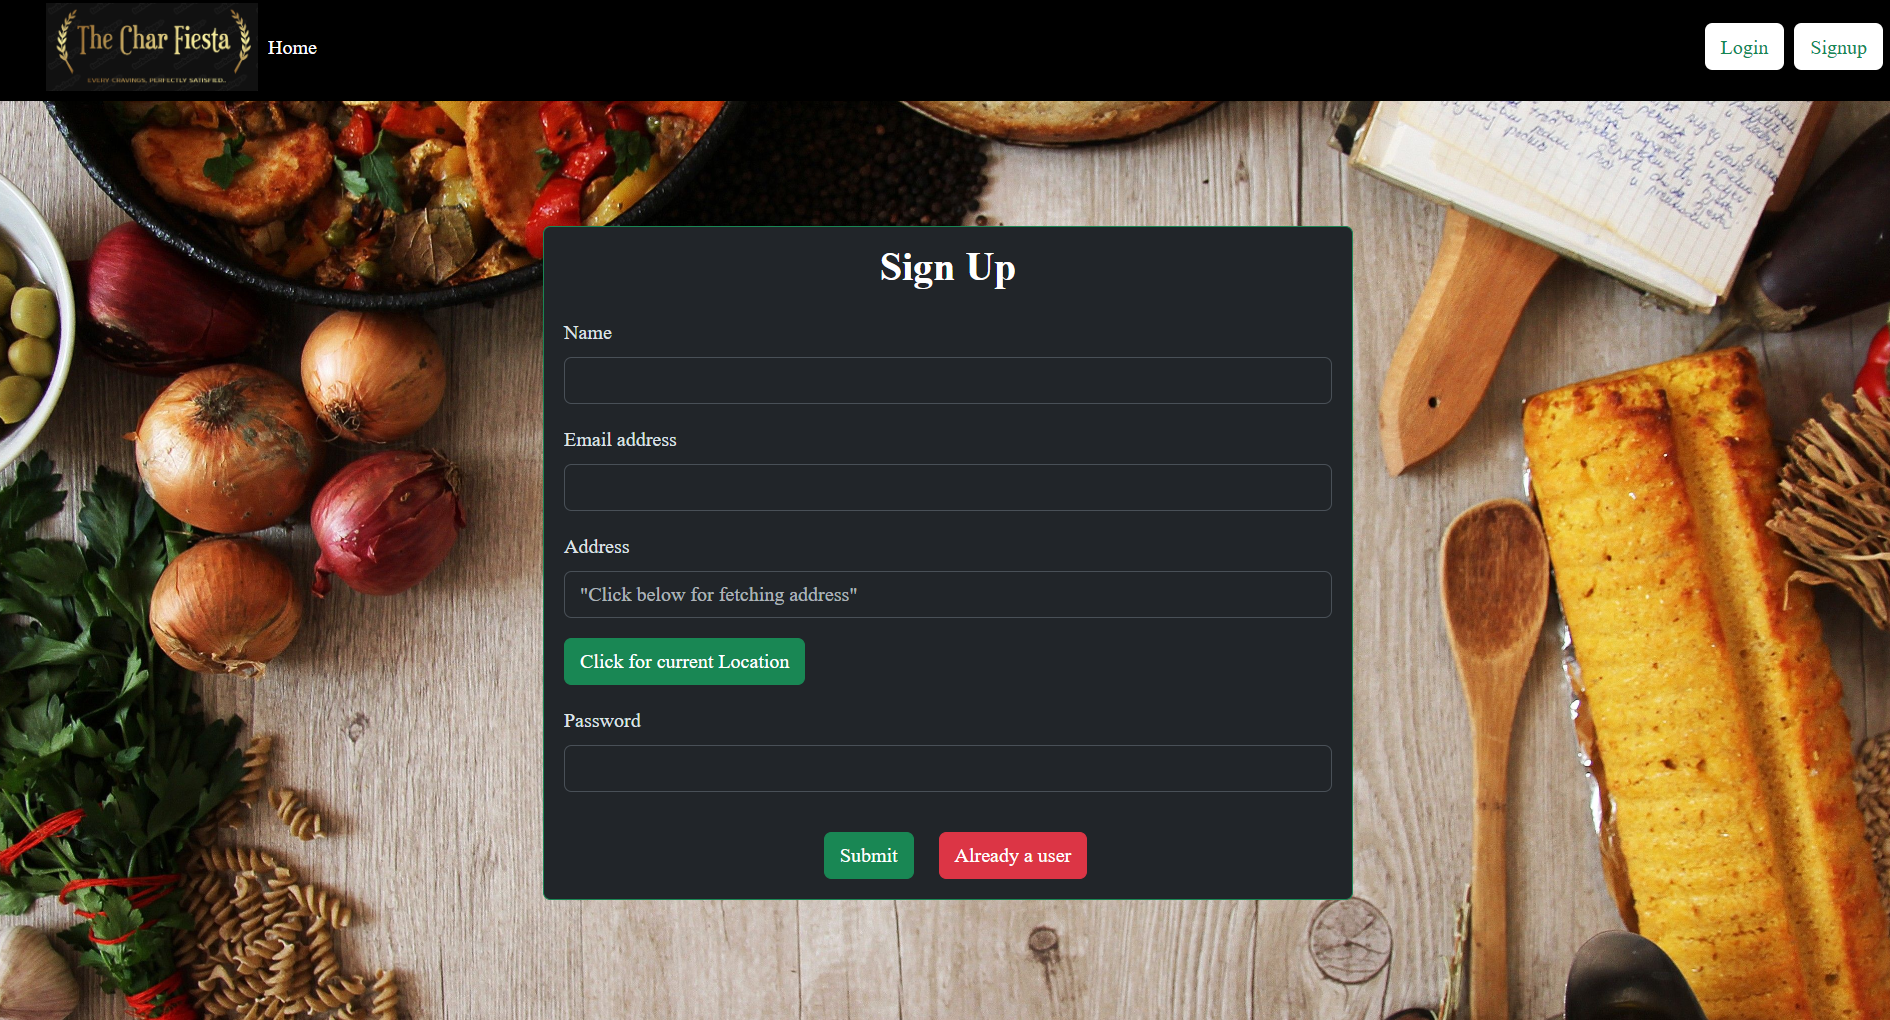 The Char Fiesta
EVERY CRAVINGS, PERFECTLY SATISFIED..
Home
Login
Signup
Sign Up
Name
Email address
Address
"Click below for fetching address"
Click for current Location
Password
Submit
Already a user